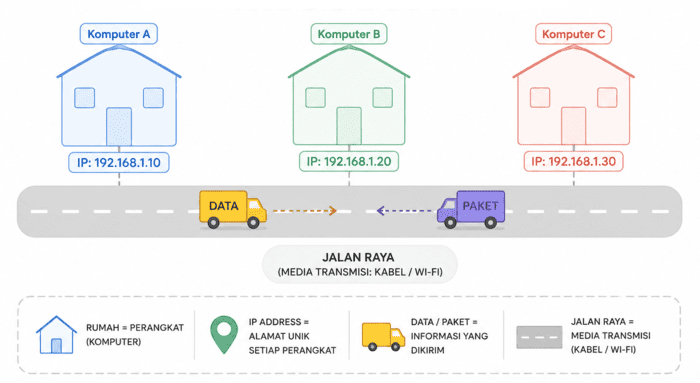 Komputer A
Komputer B
Komputer C
IP: 192.168.1.10
IP: 192.168.1.20
IP: 192.168.1.30
DATA
PAKET
JALAN RAYA
(MEDIA TRANSMISI: KABEL / WI-FI)
RUMAH = PERANGKAT
(KOMPUTER)
IP ADDRESS =
ALAMAT UNIK
SETIAP PERANGKAT
DATA / PAKET =
INFORMASI YANG
DIKIRIM
JALAN RAYA =
MEDIA TRANSMISI
(KABEL / WI-FI)